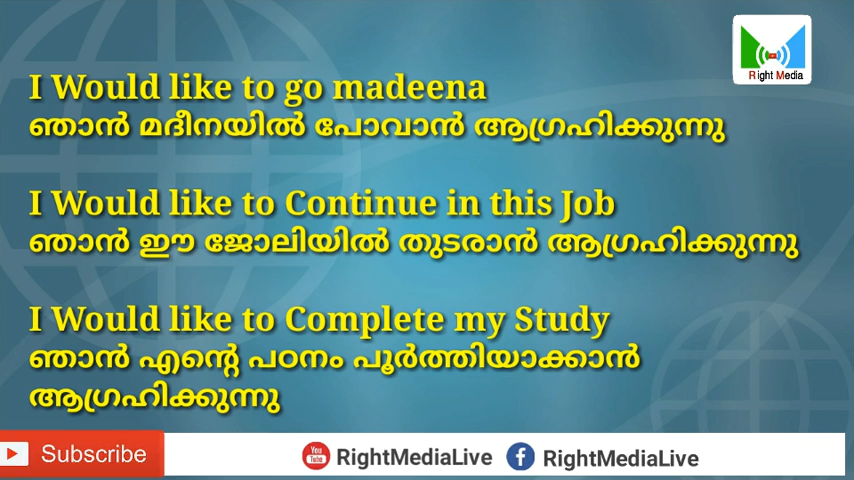 Right Media
I Would like to go madeena
ഞാൻ മദീനയിൽ പോവാൻ ആഗ്രഹിക്കുന്നു
I Would like to Continue in this Job
ഞാൻ ഈ ജോലിയിൽ തുടരാൻ ആഗ്രഹിക്കുന്നു
I Would like to Complete my Study
ഞാൻ എന്റെ പഠനം പൂർത്തിയാക്കാൻ
ആഗ്രഹിക്കുന്നു
Subscribe
You Tube RightMediaLive f RightMediaLive